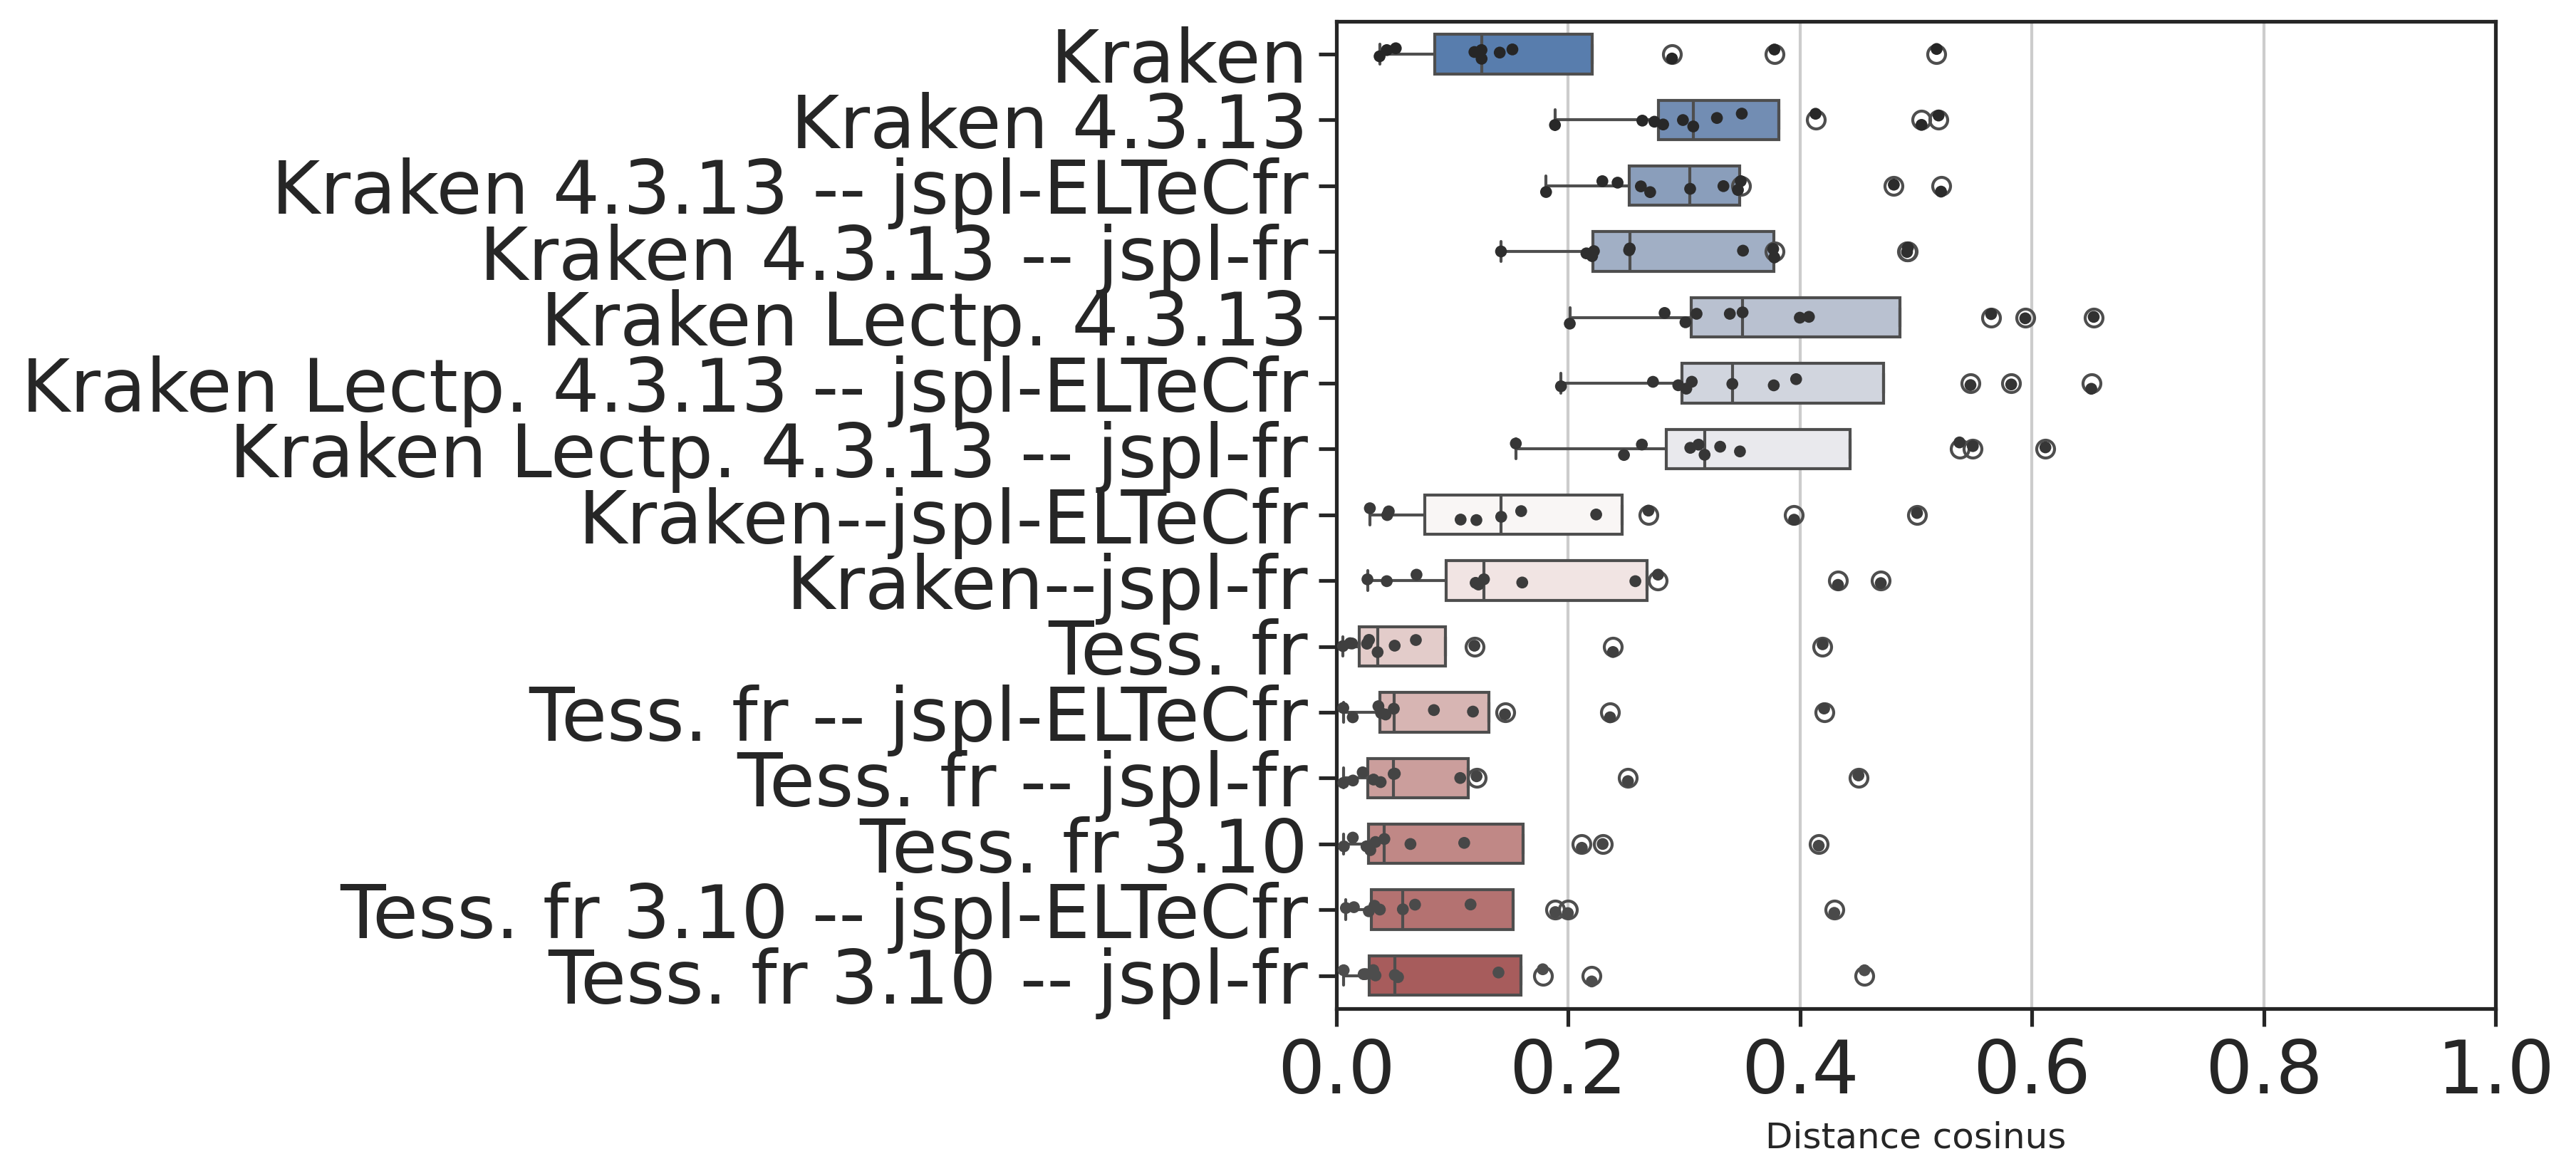 Kraken
Kraken 4.3.13
Kraken 4.3.13 -- jspl-ELTeCfr
Kraken 4.3.13 -- jspl-fr
Kraken Lectp. 4.3.13
Kraken Lectp. 4.3.13 -- jspl-ELTeCfr
Kraken Lectp. 4.3.13 -- jspl-fr
Kraken--jspl-ELTeCfr
Kraken--jspl-fr
Tess. fr
Tess. fr -- jspl-ELTeCfr
Tess. fr -- jspl-fr
Tess. fr 3.10
Tess. fr 3.10 -- jspl-ELTeCfr
Tess. fr 3.10 -- jspl-fr
0.0 0.2 0.4 0.6 0.8 1.0
Distance cosinus